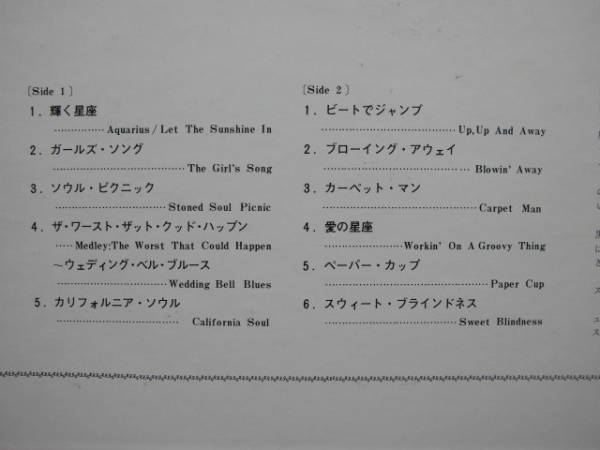 〔Side 1〕
1. 輝く星座
Aquarius/Let The Sunshine In
2. ガールズ・ソング
The Girl's Song
3. ソウル・ピクニック
Stoned Soul Picnic
4. ザ・ワースト・ザット・クッド・ハップン
Medley:The Worst That Could Happen
～ウェディング・ベル・ブルース
Wedding Bell Blues
5. カリフォルニア・ソウル
California Soul
〔Side 2〕
1. ビートでジャンプ
Up,Up And Away
2. ブローイング・アウェイ
Blowin' Away
3. カーペット・マン
Carpet Man
4. 愛の星座
Workin' On A Groovy Thing
5. ペーパー・カップ
Paper Cup
6. スウィート・ブラインドネス
Sweet Blindness